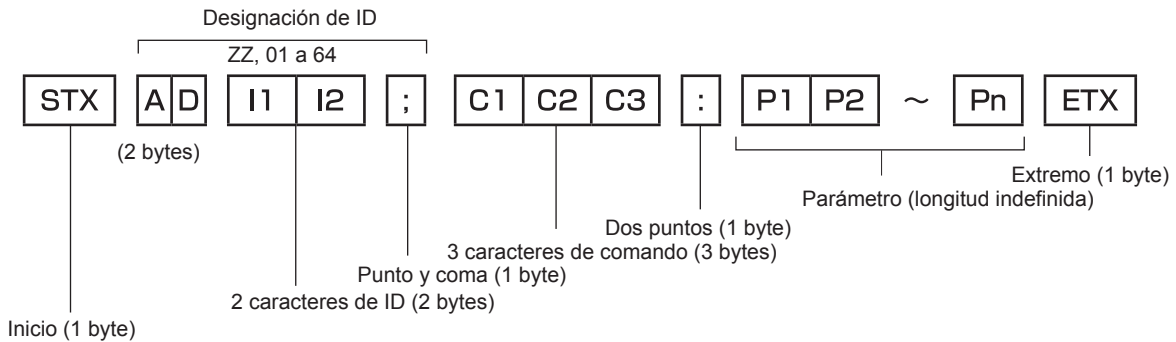 Designación de ID
ZZ, 01 a 64
STX A D I1 I2 ; C1 C2 C3 : P1 P2 ~ Pn ETX
(2 bytes)
Extremo (1 byte)
Parámetro (longitud indefinida)
Dos puntos (1 byte)
3 caracteres de comando (3 bytes)
Punto y coma (1 byte)
2 caracteres de ID (2 bytes)
Inicio (1 byte)